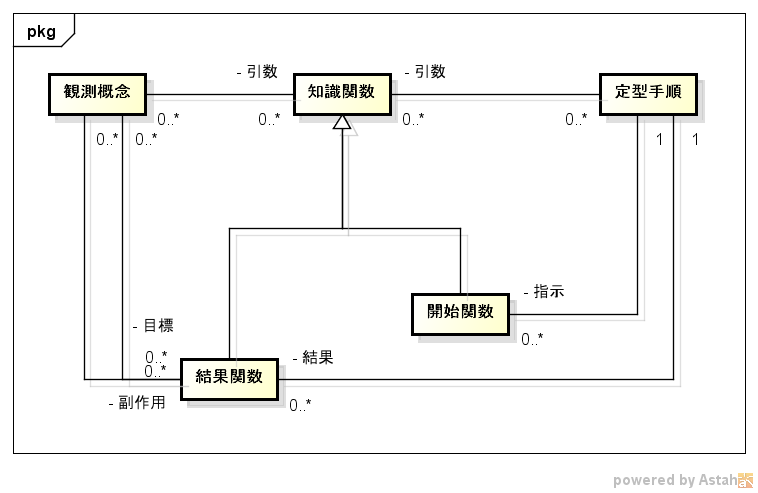 pkg
- 引数
- 引数
観測概念
知識関数
定型手順
0..*
0..*
0..*
0..*
0..*
0..*
1
1
- 指示
開始関数
- 目標
0..*
0..*
0..*
- 結果
結果関数
- 副作用
0..*
powered by Astah